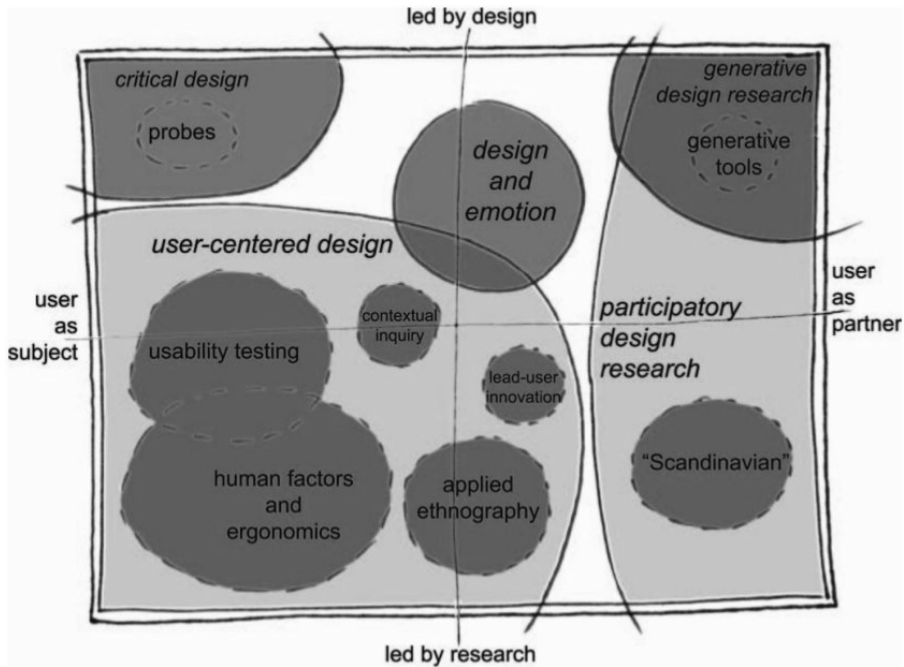 led by design
critical design
probes
generative
design research
generative
tools
design
and
emotion
user-centered design
user
as
subject
user
as
partner
contextual
inquiry
participatory
design
research
usability testing
lead-user
innovation
human factors
and
ergonomics
applied
ethnography
“Scandinavian”
led by research